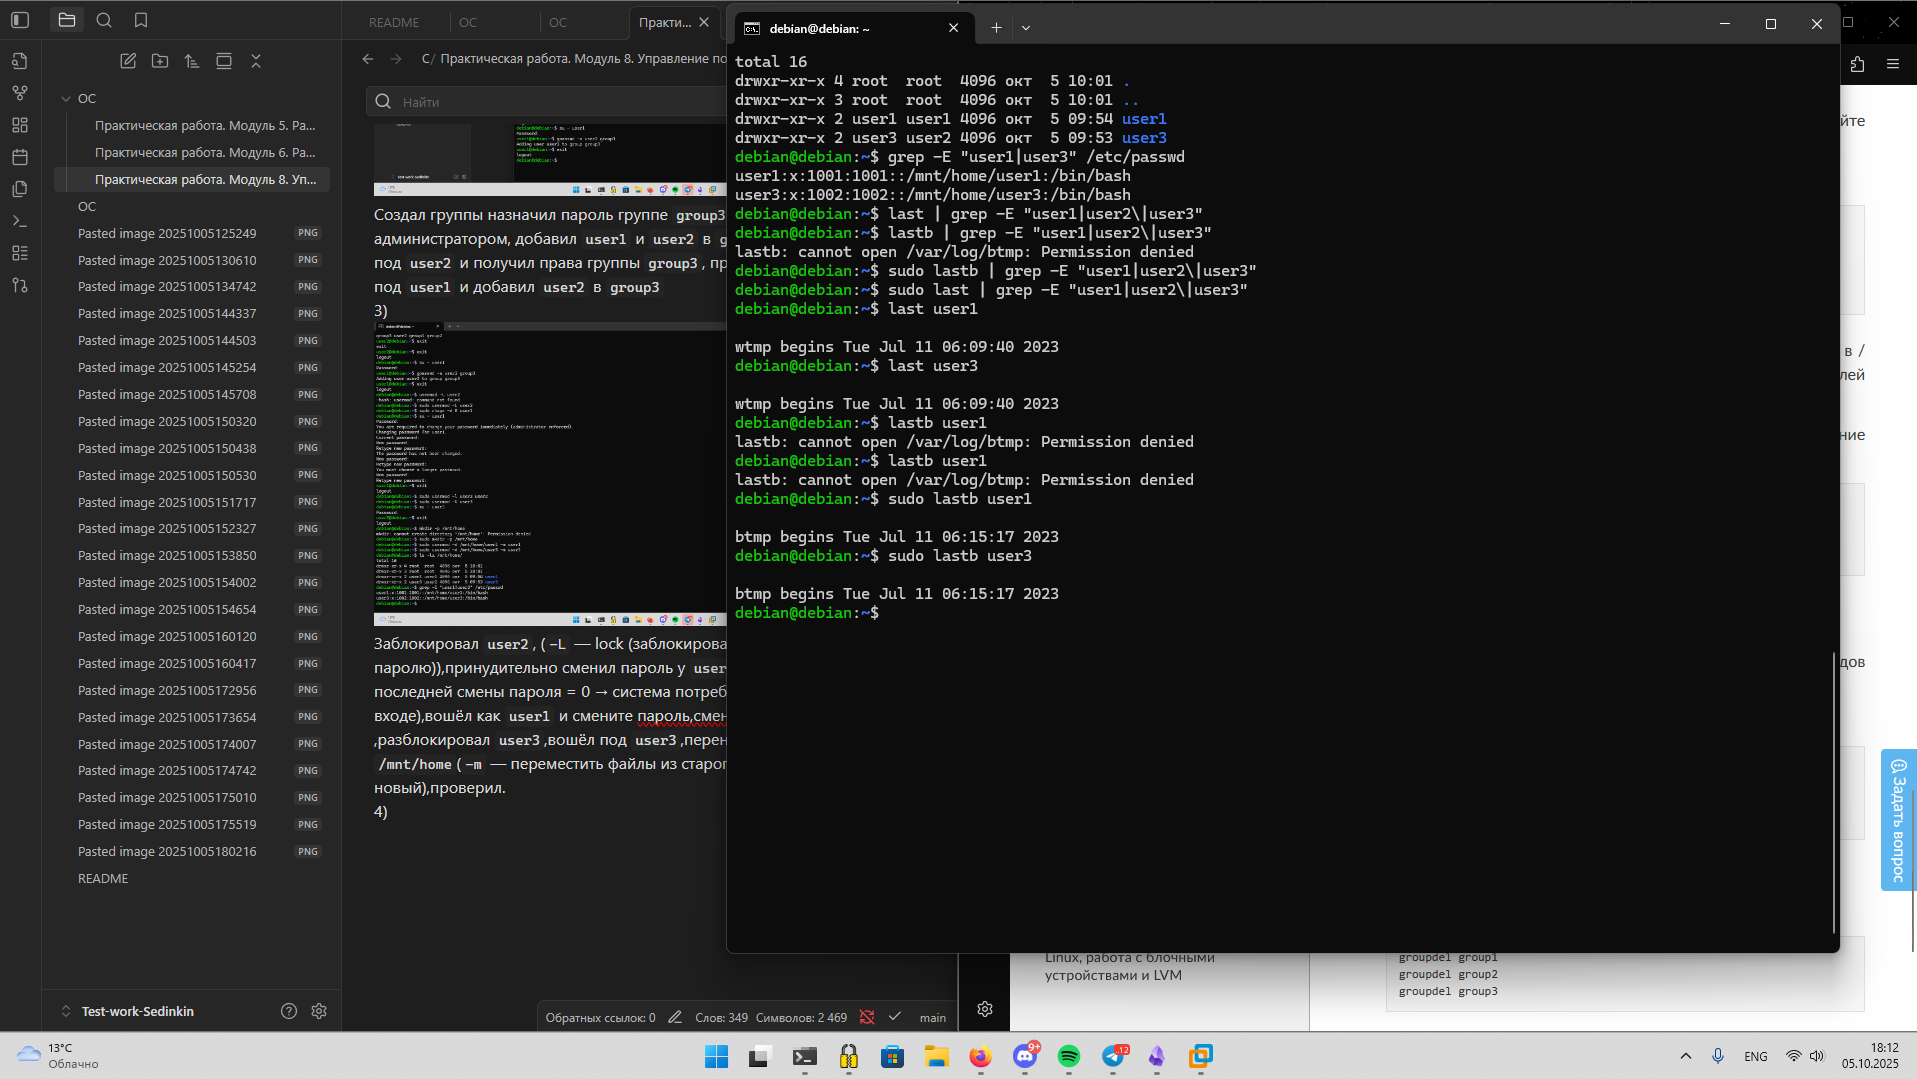 README
ОС
ОС
Практи...
С/ Практическая работа. Модуль 8. Управление по
Найти
ОС
Практическая работа. Модуль 5. Ра...
Практическая работа. Модуль 6. Ра...
Практическая работа. Модуль 8. Уп...
ОС
Pasted image 20251005125249 PNG
Pasted image 20251005130610 PNG
Pasted image 20251005134742 PNG
Pasted image 20251005144337 PNG
Pasted image 20251005144503 PNG
Pasted image 20251005145254 PNG
Pasted image 20251005145708 PNG
Pasted image 20251005150320 PNG
Pasted image 20251005150438 PNG
Pasted image 20251005150530 PNG
Pasted image 20251005151717 PNG
Pasted image 20251005152327 PNG
Pasted image 20251005153850 PNG
Pasted image 20251005154002 PNG
Pasted image 20251005154654 PNG
Pasted image 20251005160120 PNG
Pasted image 20251005160417 PNG
Pasted image 20251005172956 PNG
Pasted image 20251005173654 PNG
Pasted image 20251005174007 PNG
Pasted image 20251005174742 PNG
Pasted image 20251005175010 PNG
Pasted image 20251005175519 PNG
Pasted image 20251005180216 PNG
README
Test-work-Sedinkin
Создал группы назначил пароль группе group3
администратором, добавил user1 и user2 в g
под user2 и получил права группы group3, пр
под user1 и добавил user2 в group3
3)
Заблокировал user2, ( -L — lock (заблокирова
паролю)),принудительно сменил пароль у user
последней смены пароля = 0 → система потреб
входе),вошёл как user1 и смените пароль,смен
,разблокировал user3,вошёл под user3,перен
/mnt/home ( -m — переместить файлы из старог
новый),проверил.
4)
Обратных ссылок: 0 Слов: 349 Символов: 2 469 main
debian@debian: ~
total 16
drwxr-xr-x 4 root  root  4096 окт  5 10:01 .
drwxr-xr-x 3 root  root  4096 окт  5 10:01 ..
drwxr-xr-x 2 user1 user1 4096 окт  5 09:54 user1
drwxr-xr-x 2 user3 user2 4096 окт  5 09:53 user3
debian@debian:~$ grep -E "user1|user3" /etc/passwd
user1:x:1001:1001::/mnt/home/user1:/bin/bash
user3:x:1002:1002::/mnt/home/user3:/bin/bash
debian@debian:~$ last | grep -E "user1|user2\|user3"
debian@debian:~$ lastb | grep -E "user1|user2\|user3"
lastb: cannot open /var/log/btmp: Permission denied
debian@debian:~$ sudo lastb | grep -E "user1|user2\|user3"
debian@debian:~$ sudo last | grep -E "user1|user2\|user3"
debian@debian:~$ last user1
wtmp begins Tue Jul 11 06:09:40 2023
debian@debian:~$ last user3
wtmp begins Tue Jul 11 06:09:40 2023
debian@debian:~$ lastb user1
lastb: cannot open /var/log/btmp: Permission denied
debian@debian:~$ lastb user1
lastb: cannot open /var/log/btmp: Permission denied
debian@debian:~$ sudo lastb user1
btmp begins Tue Jul 11 06:15:17 2023
debian@debian:~$ sudo lastb user3
btmp begins Tue Jul 11 06:15:17 2023
debian@debian:~$
йте
в /
лей
ние
дов
Задать вопрос
Linux, работа с блочными
устройствами и LVM
groupdel group1
groupdel group2
groupdel group3
13°C
Облачно
9+
12
ENG
18:12
05.10.2025